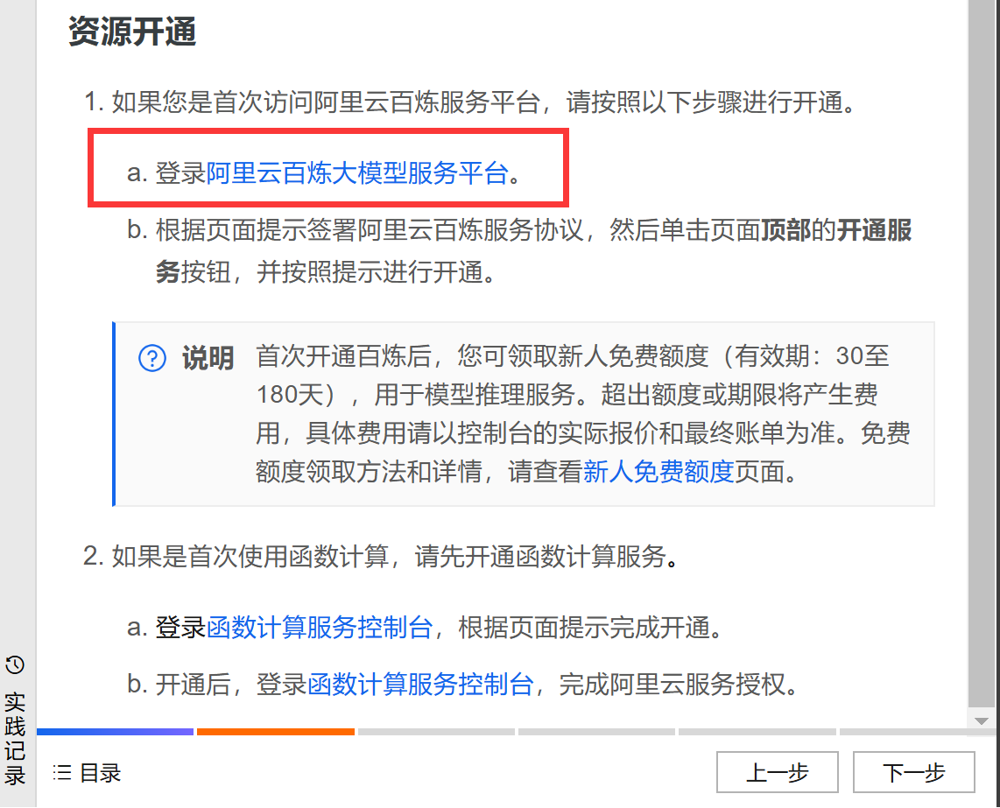 资源开通
1. 如果您是首次访问阿里云百炼服务平台，请按照以下步骤进行开通。
a. 登录阿里云百炼大模型服务平台。
b. 根据页面提示签署阿里云百炼服务协议，然后单击页面顶部的开通服
务按钮，并按照提示进行开通。
说明 首次开通百炼后，您可领取新人免费额度（有效期：30至
180天），用于模型推理服务。超出额度或期限将产生费
用，具体费用请以控制台的实际报价和最终账单为准。免费
额度领取方法和详情，请查看新人免费额度页面。
2. 如果是首次使用函数计算，请先开通函数计算服务。
a. 登录函数计算服务控制台，根据页面提示完成开通。
b. 开通后，登录函数计算服务控制台，完成阿里云服务授权。
实践记录
目录
上一步
下一步